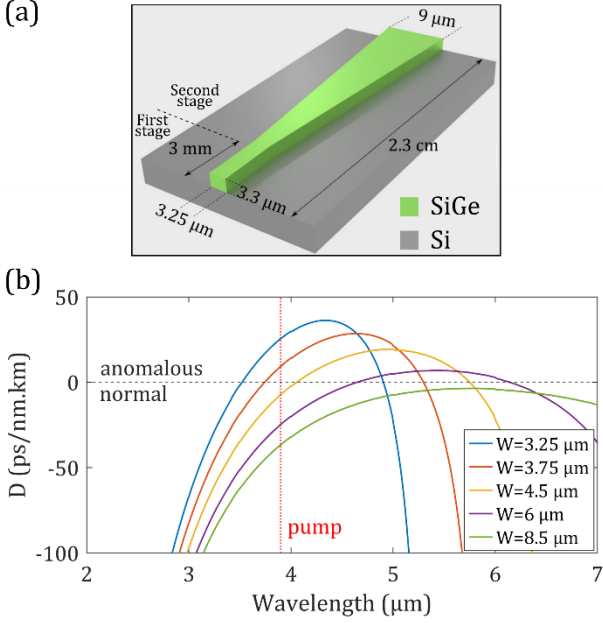 (a)
9 μm
Second
stage
First
stage
3 mm
2.3 cm
3.3 μm
3.25 μm
SiGe
Si
(b)
50
0
-50
-100
D (ps/nm.km)
anomalous
normal
pump
W=3.25 μm
W=3.75 μm
W=4.5 μm
W=6 μm
W=8.5 μm
2
3
4
5
6
7
Wavelength (μm)